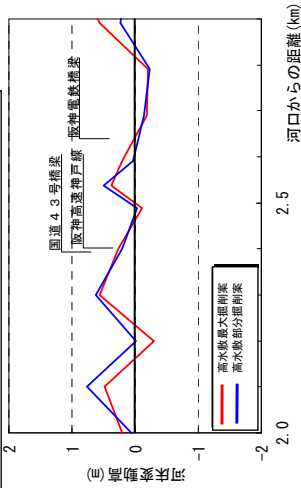 河床変動高(m)
2
1
0
-1
-2
2.0
2.5
河口からの距離(km)
国道43号橋梁
阪神高速神戸線
阪神電鉄橋梁
高水敷最大掘削案
高水敷部分掘削案